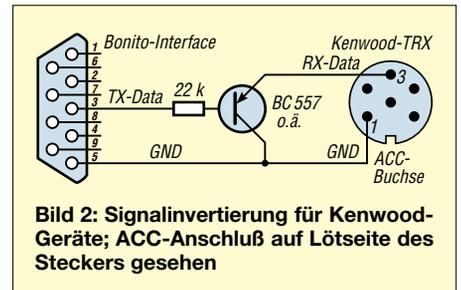 Bonito-Interface
Kenwood-TRX
1
6
2
7
3
8
4
9
5
TX-Data
22 k
RX-Data
BC 557
o.ä.
3
1
GND
GND
ACC-
Buchse
Bild 2: Signalinvertierung für Kenwood-
Geräte; ACC-Anschluß auf Lötseite des
Steckers gesehen